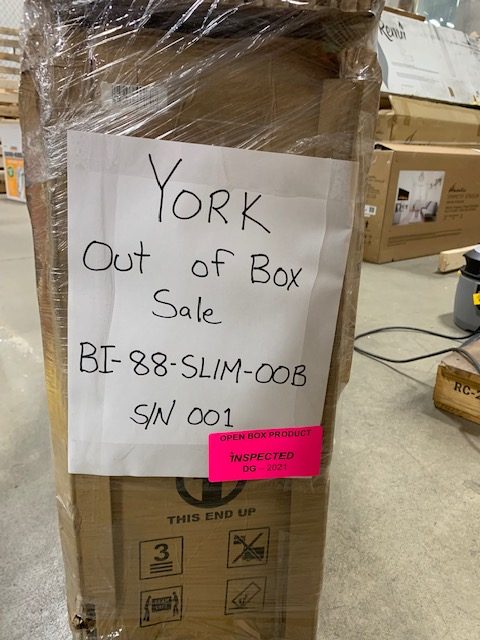 Renvi
YORK
Out of Box
Sale
BI-88-SLIM-OOB
S/N 001
OPEN BOX PRODUCT
INSPECTED
DG - 2021
THIS END UP
3
RC-2